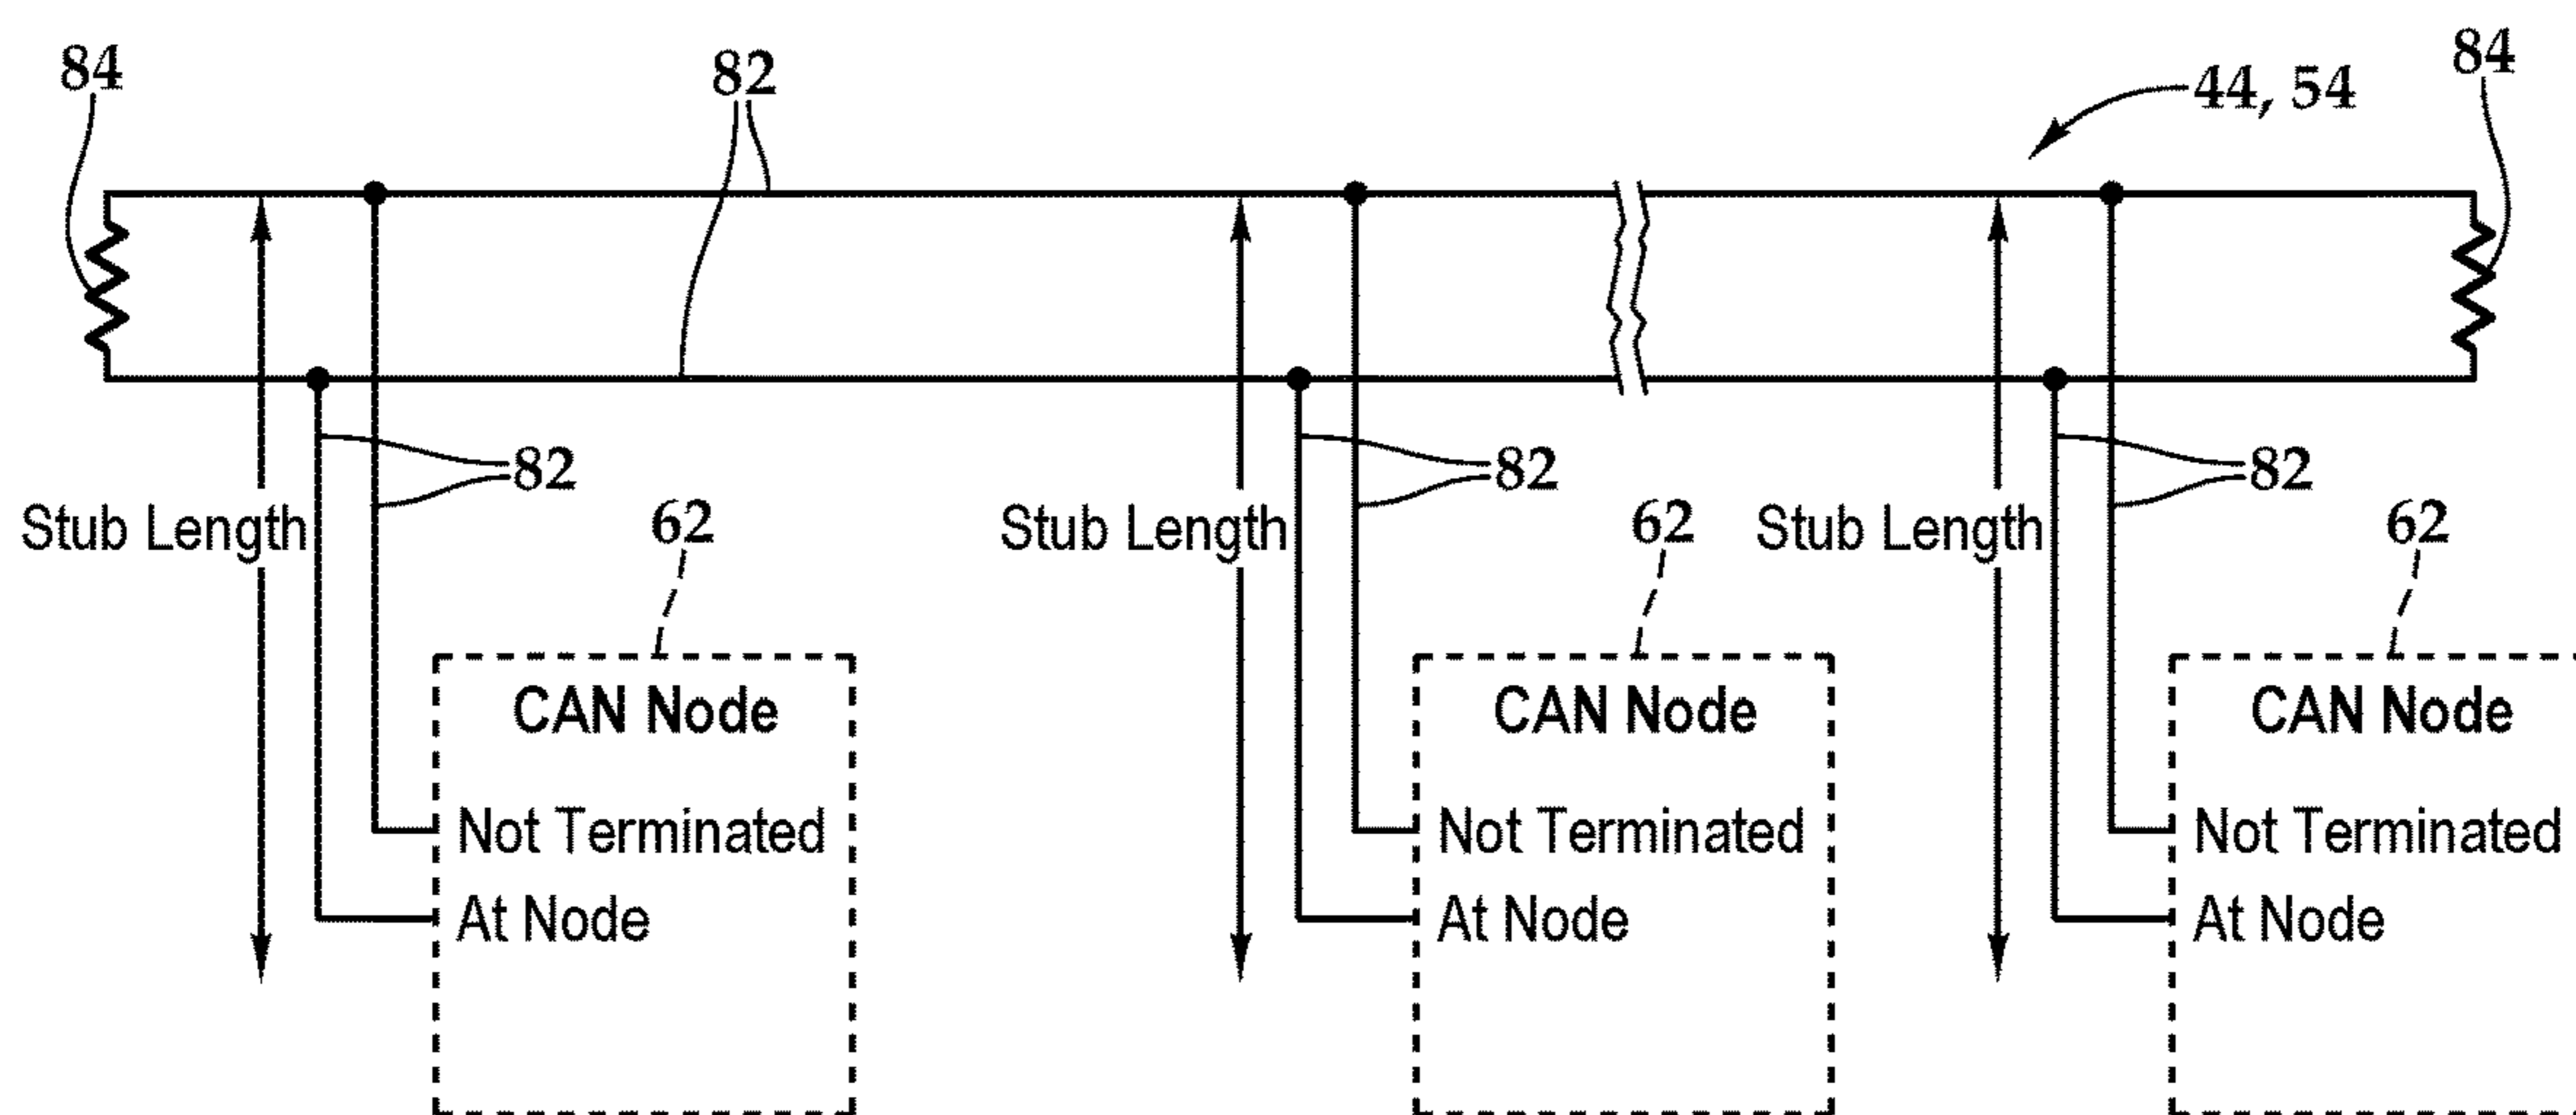 84
82
44, 54
84
82
82
82
Stub Length
62
Stub Length
62
Stub Length
62
CAN Node
CAN Node
CAN Node
Not Terminated
Not Terminated
Not Terminated
At Node
At Node
At Node